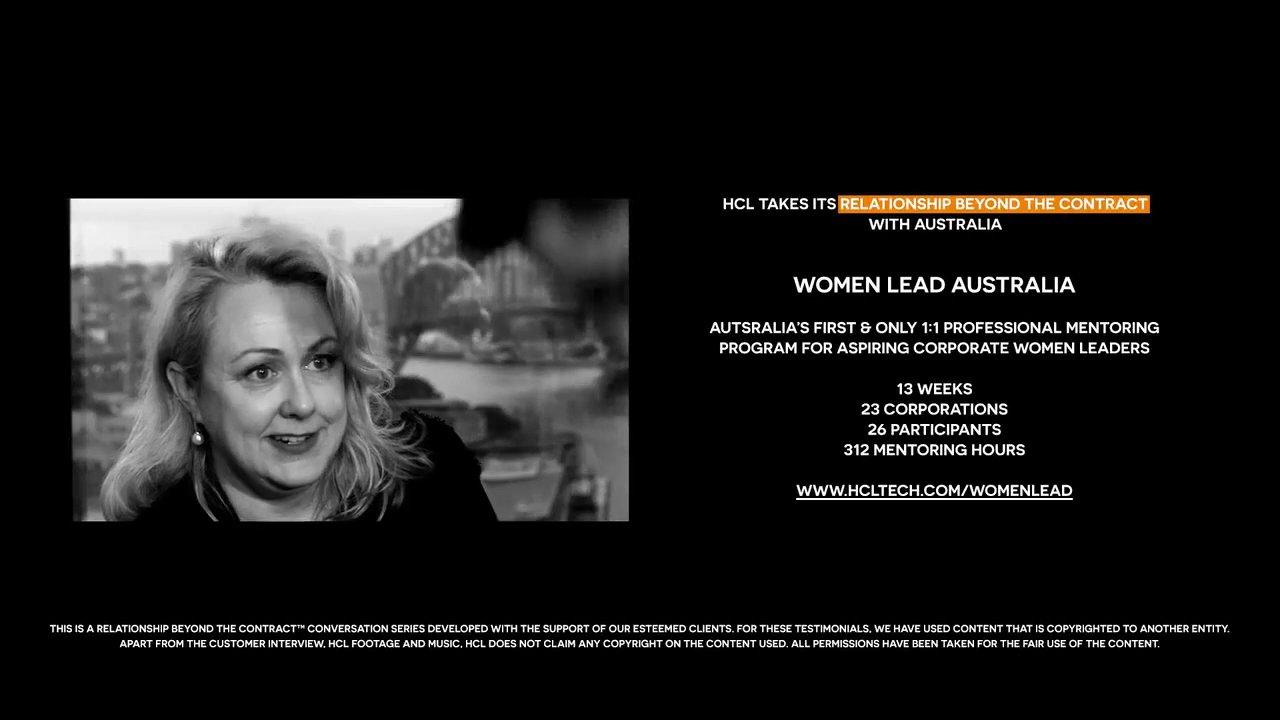 HCL TAKES ITS RELATIONSHIP BEYOND THE CONTRACT
WITH AUSTRALIA
WOMEN LEAD AUSTRALIA
AUTSRALIA'S FIRST & ONLY 1:1 PROFESSIONAL MENTORING
PROGRAM FOR ASPIRING CORPORATE WOMEN LEADERS
13 WEEKS
23 CORPORATIONS
26 PARTICIPANTS
312 MENTORING HOURS
WWW.HCLTECH.COM/WOMENLEAD
THIS IS A RELATIONSHIP BEYOND THE CONTRACT™ CONVERSATION SERIES DEVELOPED WITH THE SUPPORT OF OUR ESTEEMED CLIENTS. FOR THESE TESTIMONIALS, WE HAVE USED CONTENT THAT IS COPYRIGHTED TO ANOTHER ENTITY.
APART FROM THE CUSTOMER INTERVIEW, HCL FOOTAGE AND MUSIC, HCL DOES NOT CLAIM ANY COPYRIGHT ON THE CONTENT USED. ALL PERMISSIONS HAVE BEEN TAKEN FOR THE FAIR USE OF THE CONTENT.